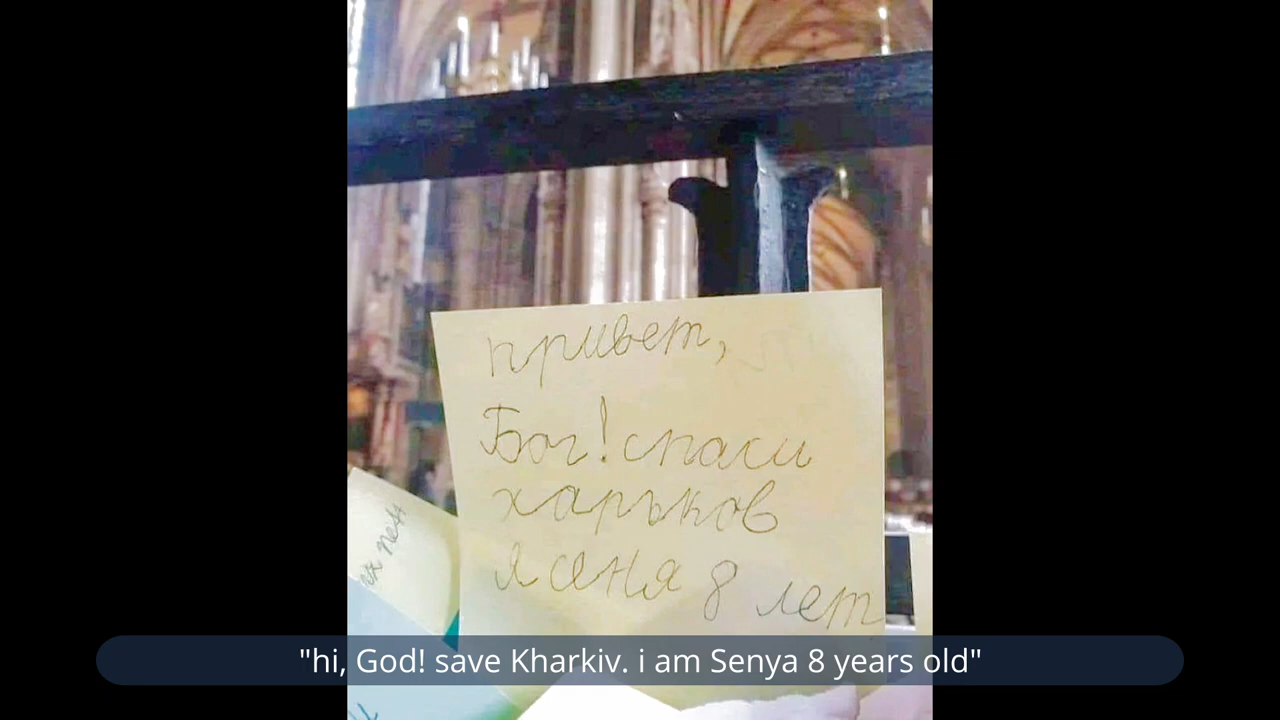 привет,
Бог! спаси
харьков
я сеня 8 лет
"hi, God! save Kharkiv. i am Senya 8 years old"